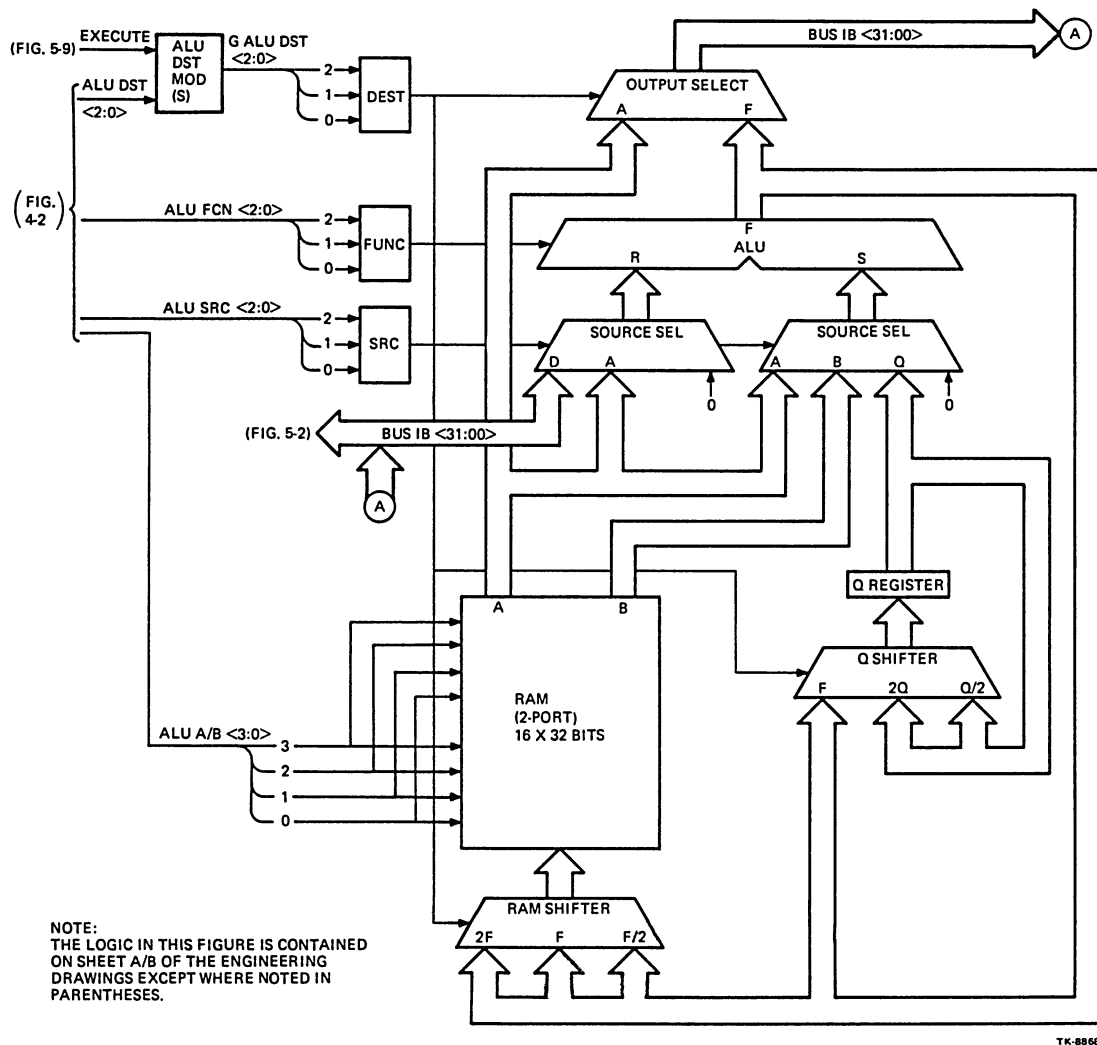 EXECUTE
(FIG. 5-9)
ALU
DST
MOD
(S)
G ALU DST
<2:0>
2
1
0
DEST
ALU DST
<2:0>
BUS IB <31:00>
A
OUTPUT SELECT
A F
(FIG.
4-2)
ALU FCN <2:0>
2
1
0
FUNC
F
ALU
R S
ALU SRC <2:0>
2
1
0
SRC
SOURCE SEL
D A
0
SOURCE SEL
A B Q
0
(FIG. 5-2)
BUS IB <31:00>
A
Q REGISTER
Q SHIFTER
F 2Q Q/2
A B
RAM
(2-PORT)
16 X 32 BITS
ALU A/B <3:0>
3
2
1
0
RAM SHIFTER
2F F F/2
NOTE:
THE LOGIC IN THIS FIGURE IS CONTAINED
ON SHEET A/B OF THE ENGINEERING
DRAWINGS EXCEPT WHERE NOTED IN
PARENTHESES.
TK-8868